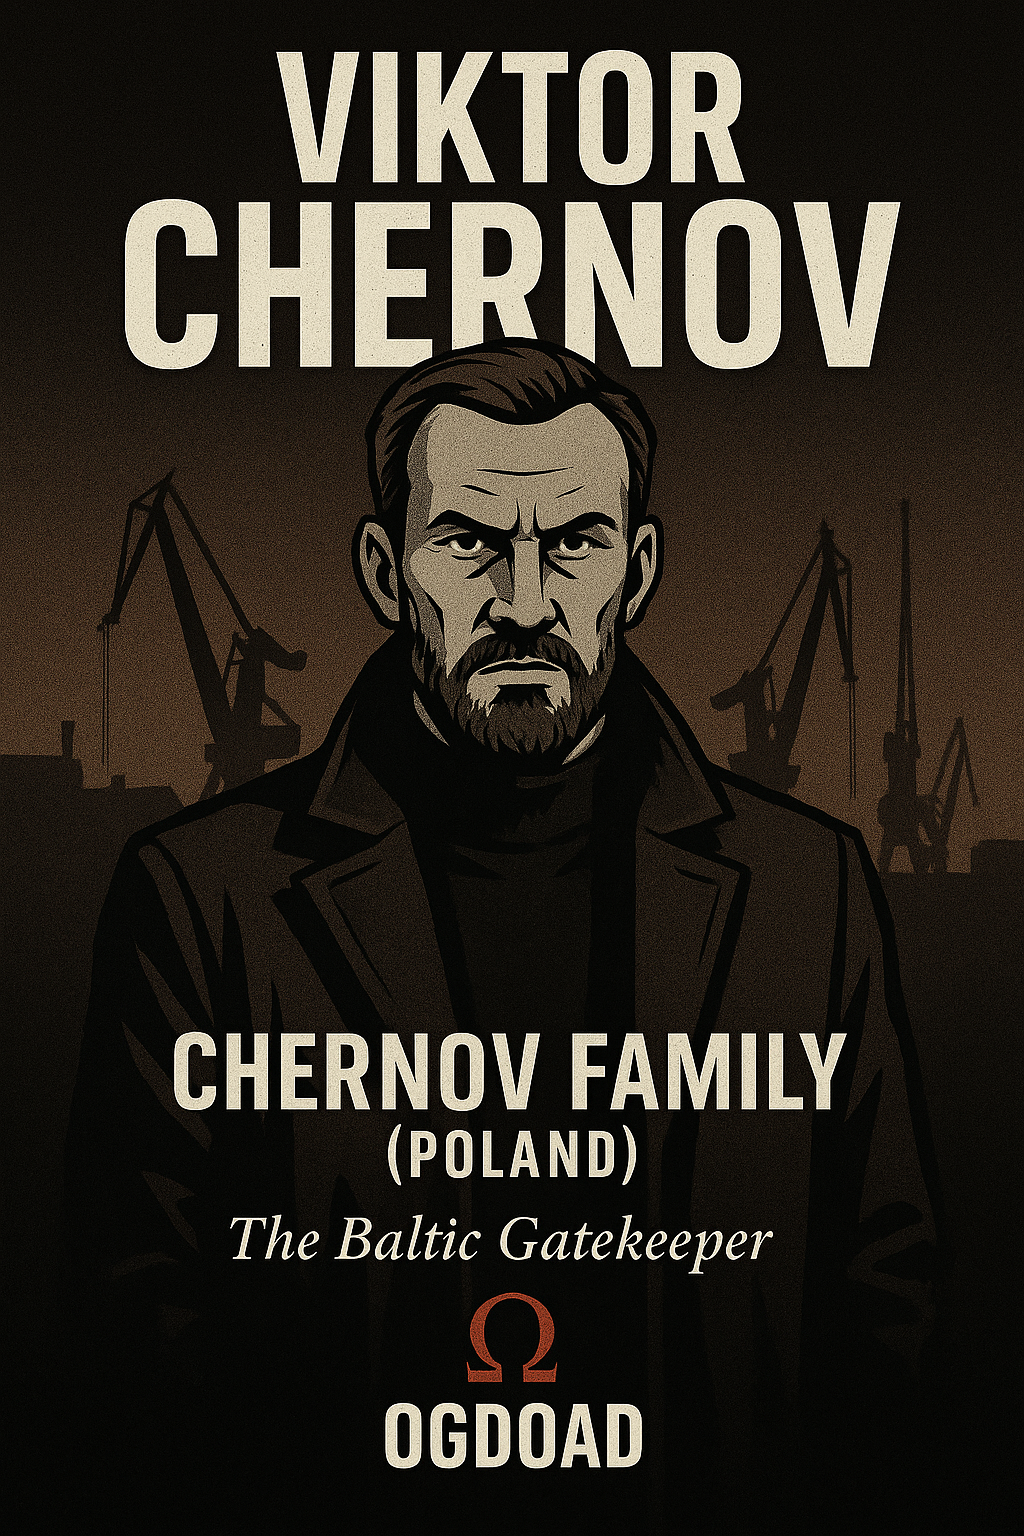 VIKTOR
CHERNOV
CHERNOV FAMILY
(POLAND)
The Baltic Gatekeeper
Ω
OGDOAD